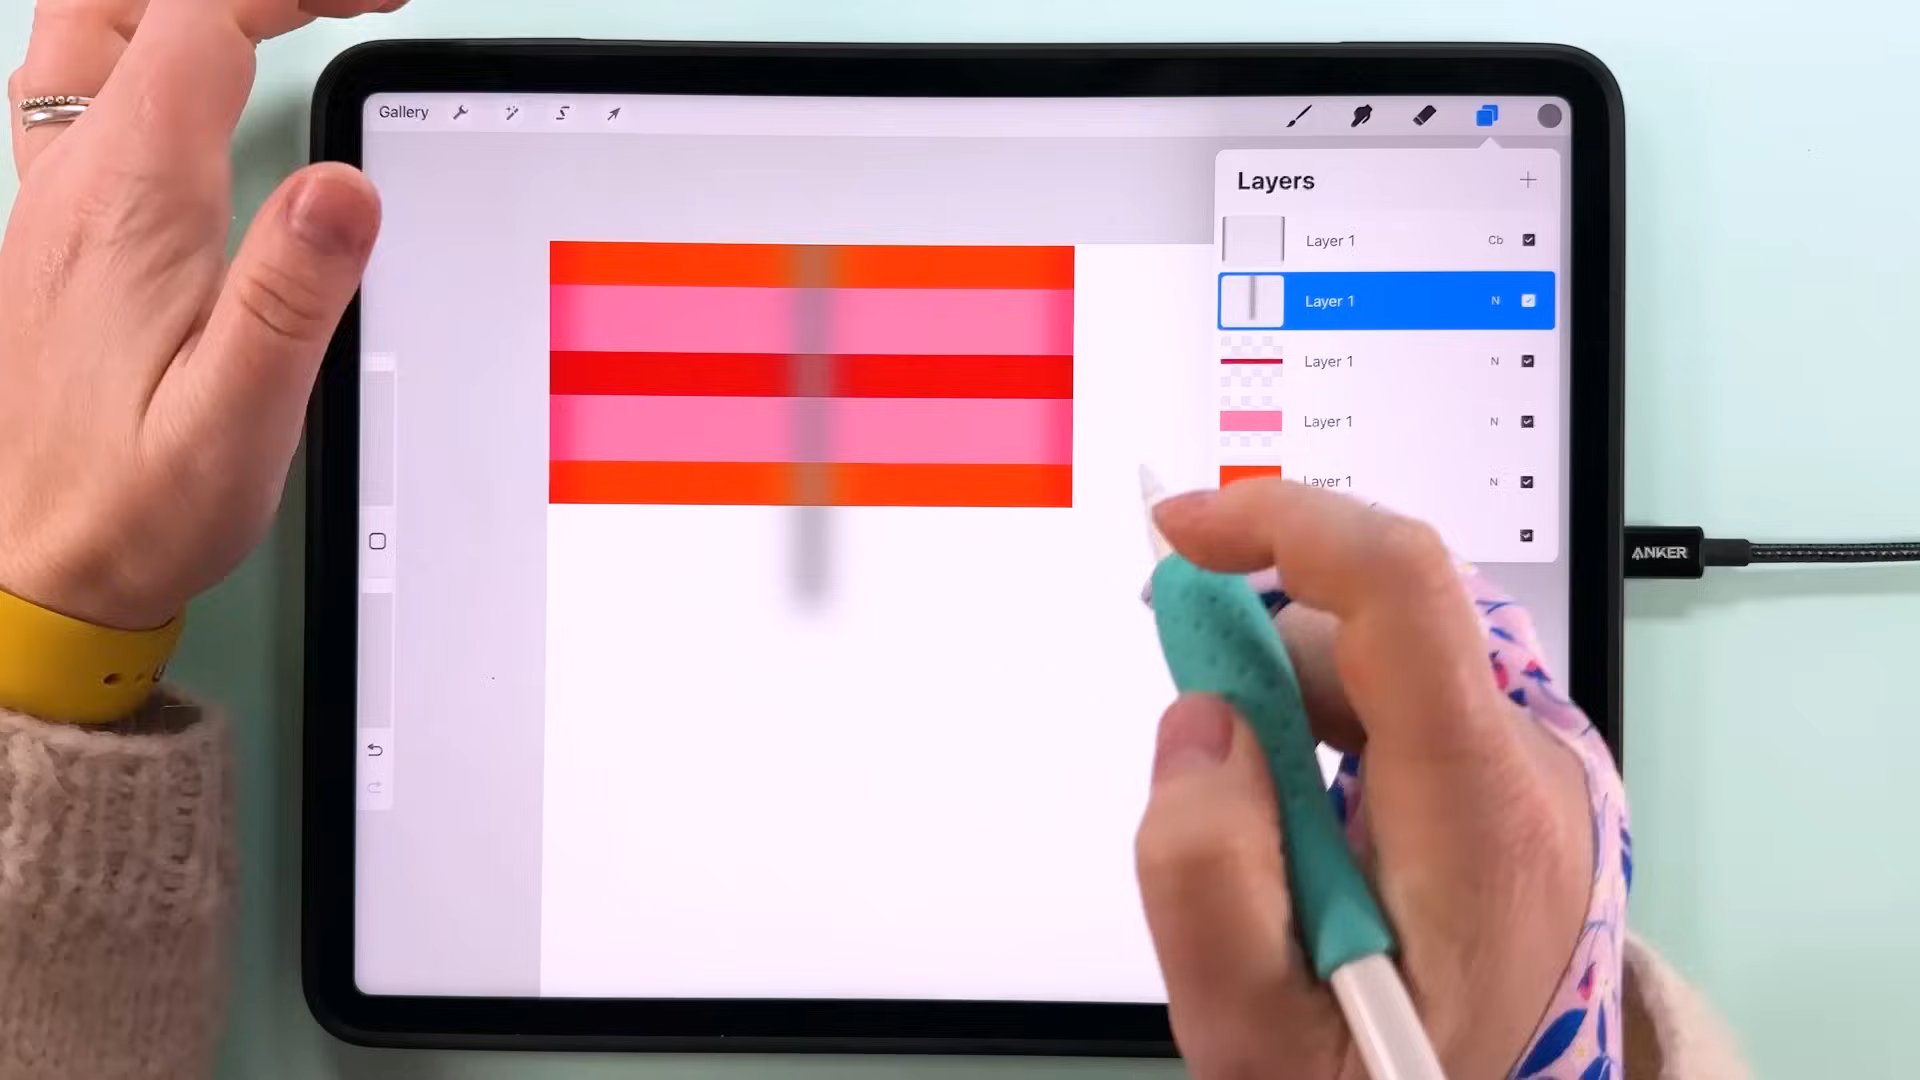 Gallery
Layers
Layer 1 Cb
Layer 1 N
Layer 1 N
Layer 1 N
Layer 1 N
ANKER